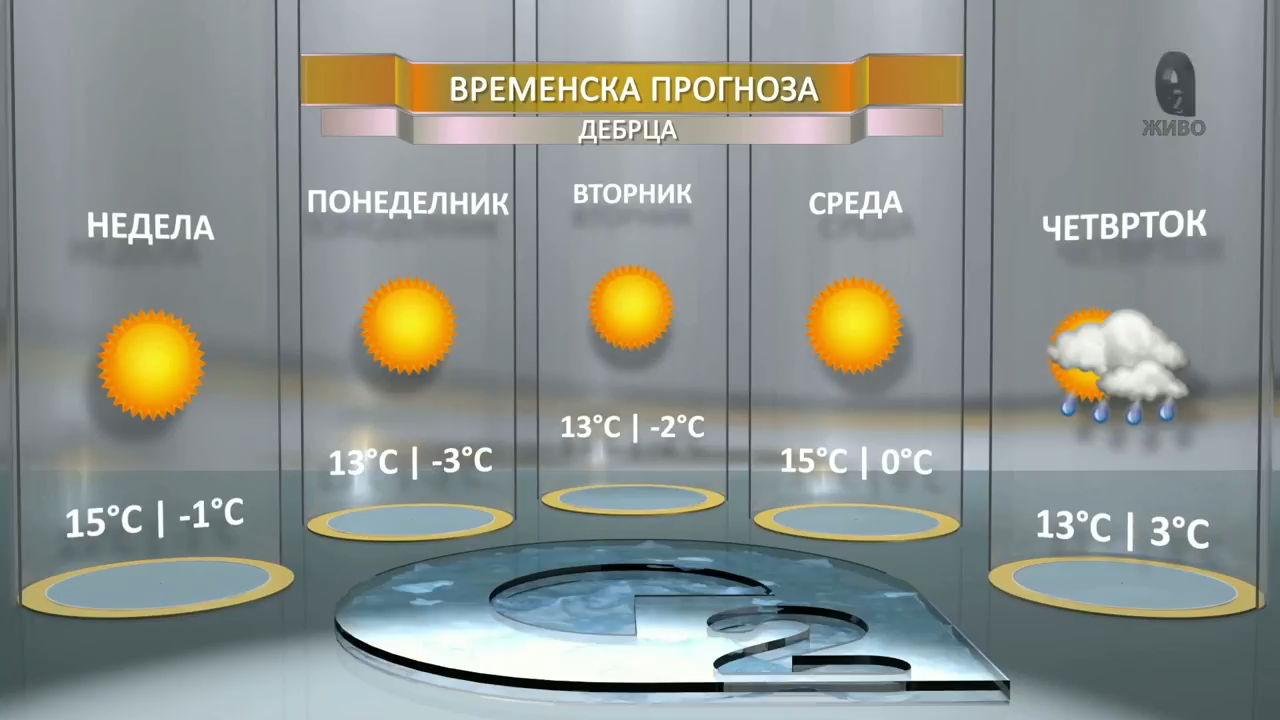 ВРЕМЕНСКА ПРОГНОЗА
ДЕБРЦА
ЖИВО
НЕДЕЛА
ПОНЕДЕЛНИК
ВТОРНИК
СРЕДА
ЧЕТВРТОК
15°C | -1°C
13°C | -3°C
13°C | -2°C
15°C | 0°C
13°C | 3°C
2